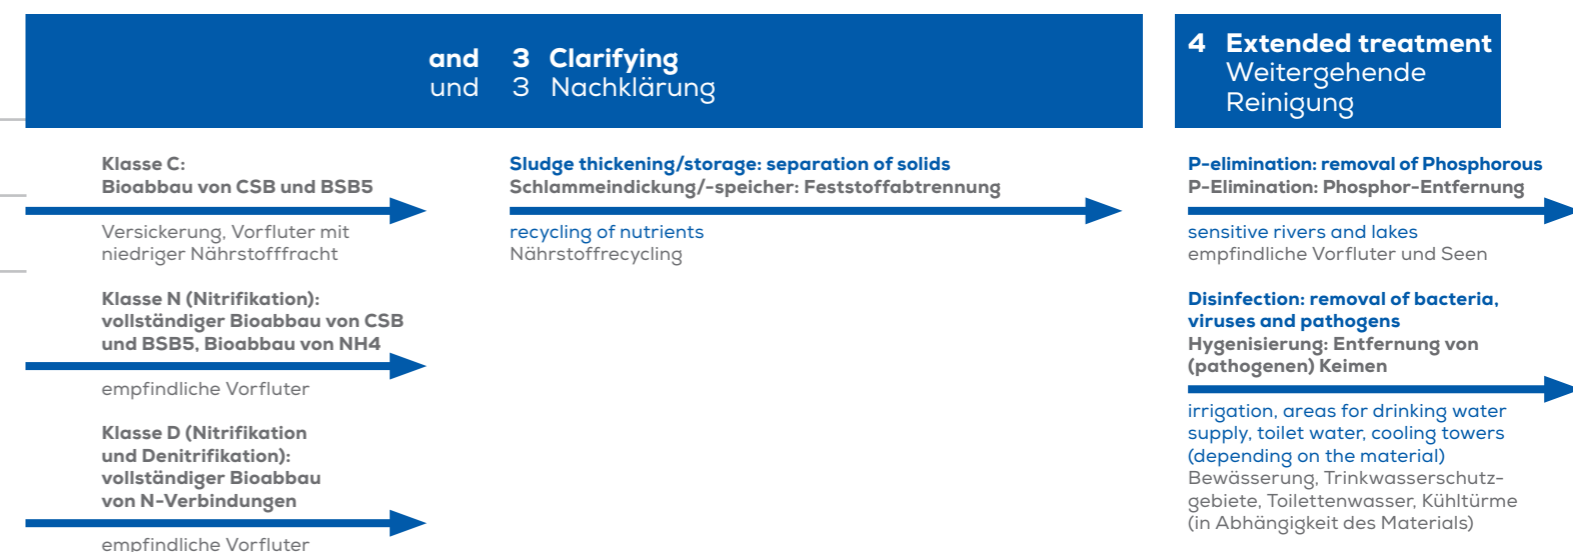 and 3 Clarifying
und 3 Nachklärung
4 Extended treatment
Weitergehende
Reinigung
Klasse C:
Bioabbau von CSB und BSB5
Versickerung, Vorfluter mit
niedriger Nährstofffracht
Klasse N (Nitrifikation):
vollständiger Bioabbau von CSB
und BSB5, Bioabbau von NH4
empfindliche Vorfluter
Klasse D (Nitrifikation
und Denitrifikation):
vollständiger Bioabbau
von N-Verbindungen
empfindliche Vorfluter
Sludge thickening/storage: separation of solids
Schlammeindickung/-speicher: Feststoffabtrennung
recycling of nutrients
Nährstoffrecycling
P-elimination: removal of Phosphorous
P-Elimination: Phosphor-Entfernung
sensitive rivers and lakes
empfindliche Vorfluter und Seen
Disinfection: removal of bacteria,
viruses and pathogens
Hygenisierung: Entfernung von
(pathogenen) Keimen
irrigation, areas for drinking water
supply, toilet water, cooling towers
(depending on the material)
Bewässerung, Trinkwasserschutz-
gebiete, Toilettenwasser, Kühltürme
(in Abhängigkeit des Materials)